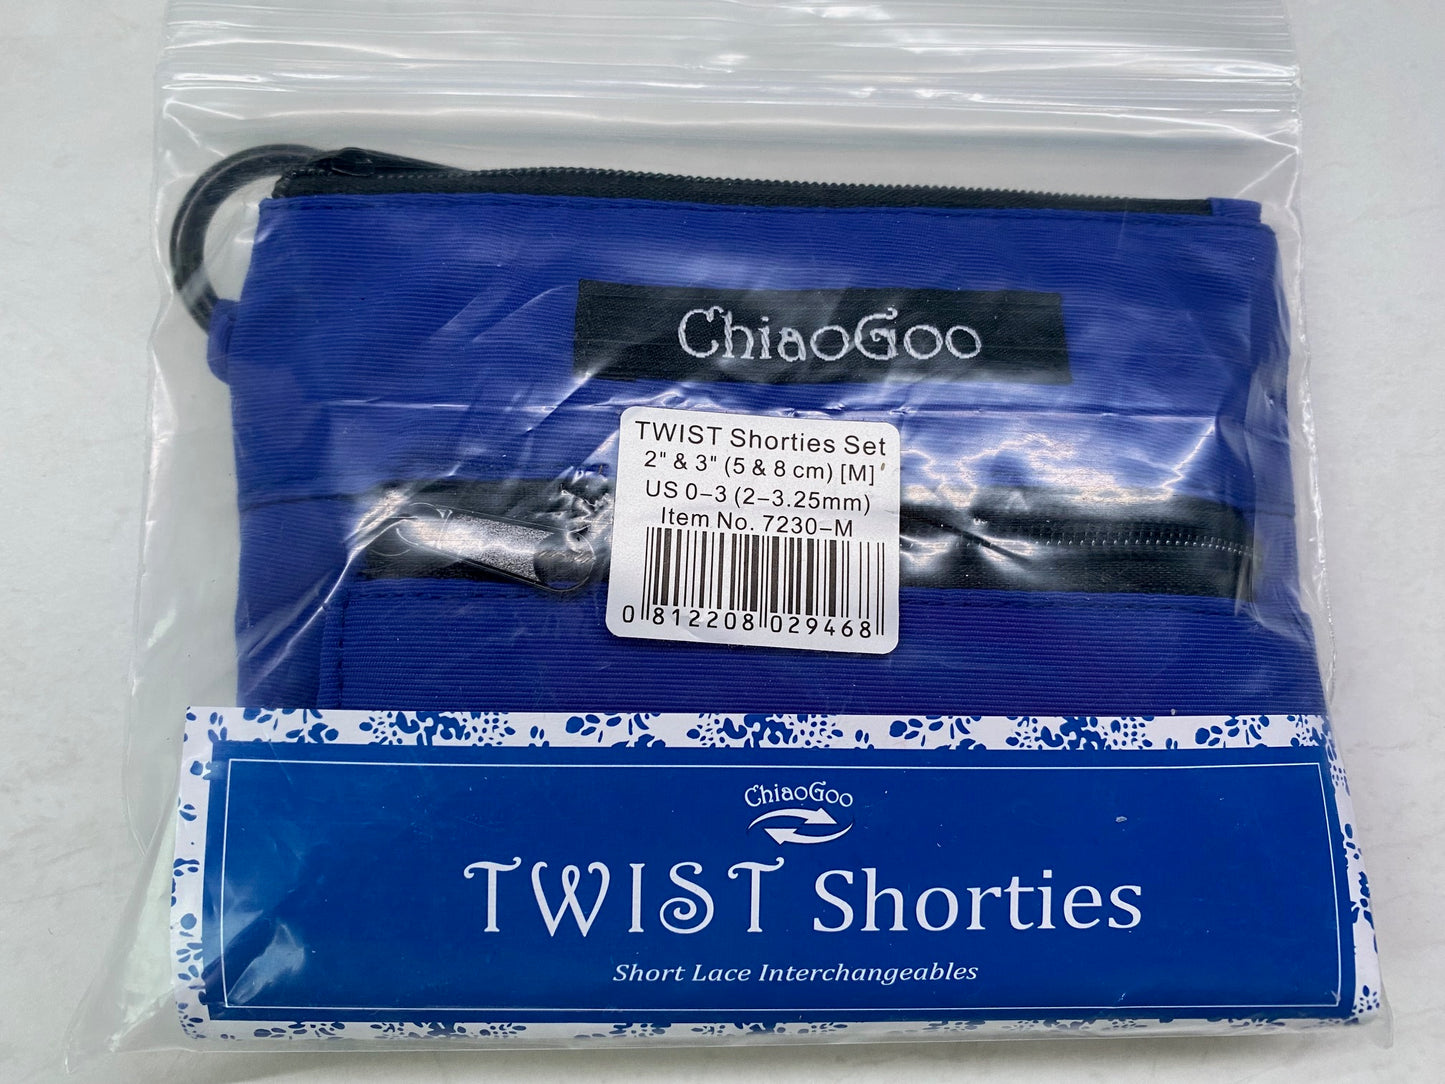 ChiaoGoo
TWIST Shorties Set
2" & 3" (5 & 8 cm) [M]
US 0–3 (2–3.25mm)
Item No. 7230–M
0 812208 029468
ChiaoGoo
TWIST Shorties
Short Lace Interchangeables